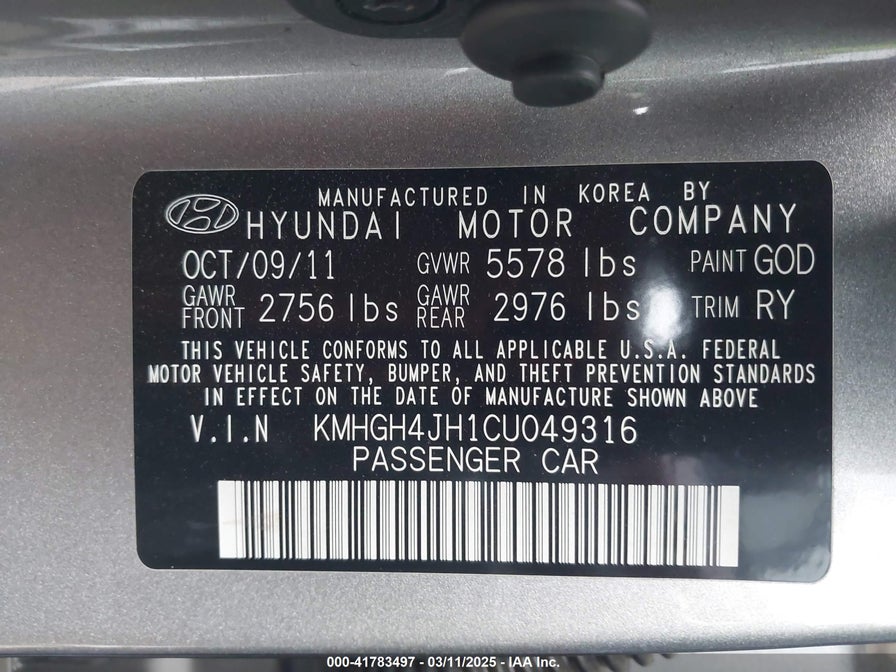 MANUFACTURED IN KOREA BY
HYUNDAI MOTOR COMPANY
OCT/09/11 GVWR 5578 lbs PAINT GOD
GAWR FRONT 2756 lbs GAWR REAR 2976 lbs TRIM RY
THIS VEHICLE CONFORMS TO ALL APPLICABLE U.S.A. FEDERAL
MOTOR VEHICLE SAFETY, BUMPER, AND THEFT PREVENTION STANDARDS
IN EFFECT ON THE DATE OF MANUFACTURE SHOWN ABOVE
V.I.N KMHGH4JH1CU049316
PASSENGER CAR
000-41783497 - 03/11/2025 - IAA Inc.